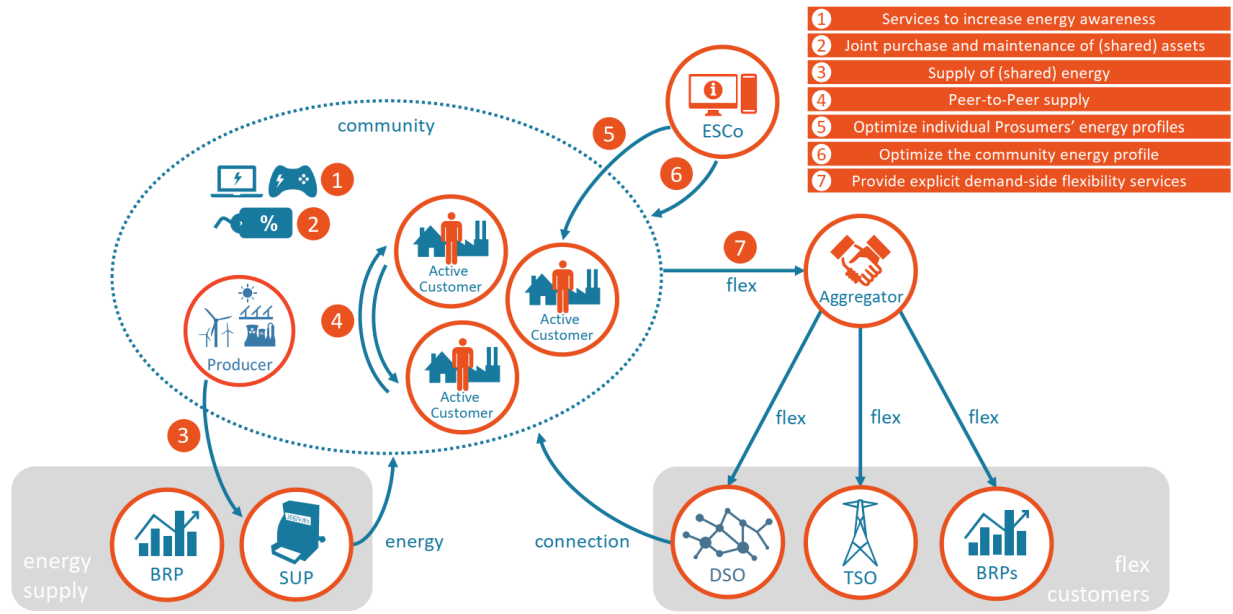 1 Services to increase energy awareness
2 Joint purchase and maintenance of (shared) assets
3 Supply of (shared) energy
4 Peer-to-Peer supply
5 Optimize individual Prosumers’ energy profiles
6 Optimize the community energy profile
7 Provide explicit demand-side flexibility services
community
5
ESCo
6
1
% 2
Active
Customer
7
flex
Aggregator
Active
Customer
4
Producer
Active
Customer
3
flex
flex
flex
energy
supply
BRP
SUP
energy
connection
DSO
TSO
BRPs
flex
customers